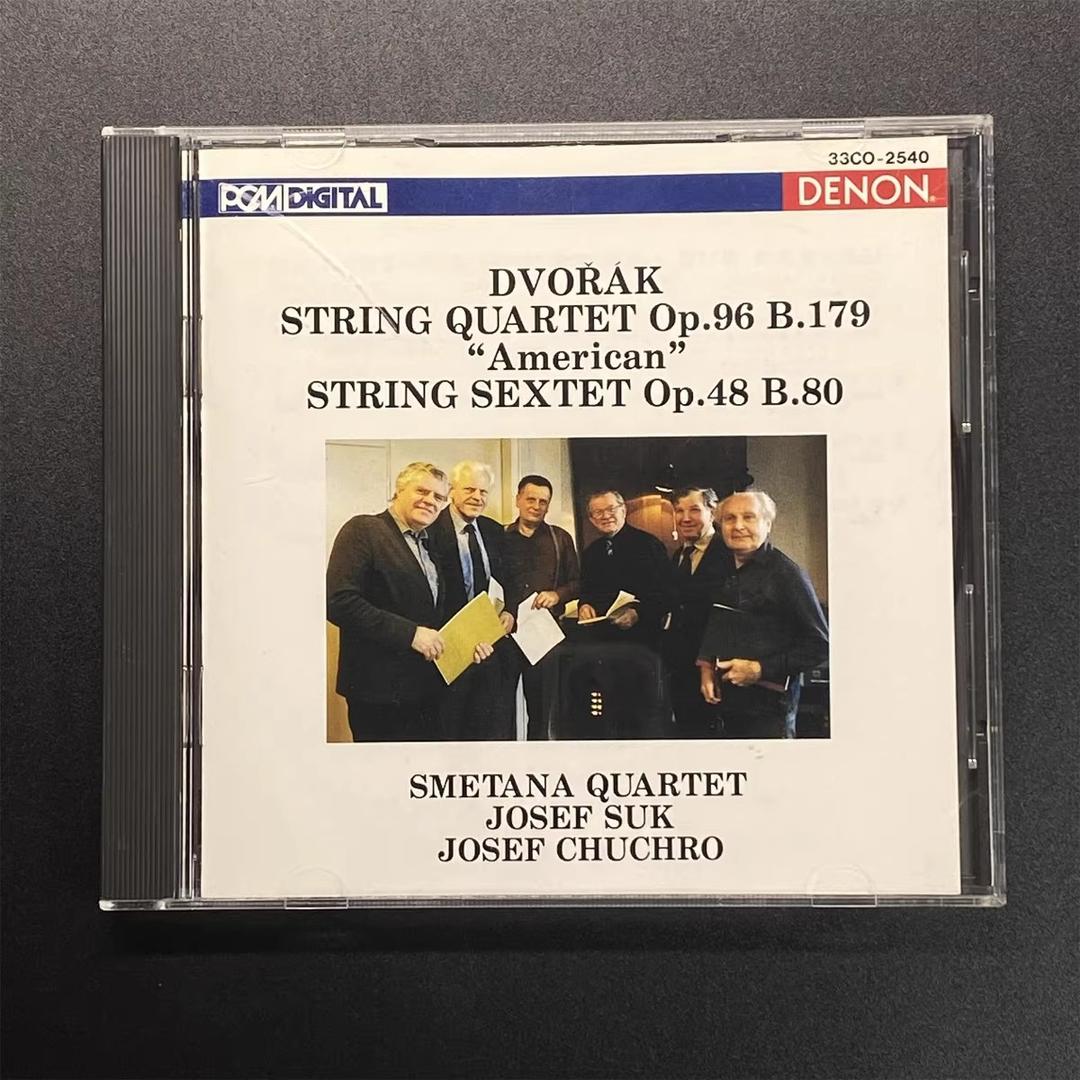 33CO-2540
PCM DIGITAL
DENON
DVOŘÁK
STRING QUARTET Op.96 B.179
“American”
STRING SEXTET Op.48 B.80
SMETANA QUARTET
JOSEF SUK
JOSEF CHUCHRO